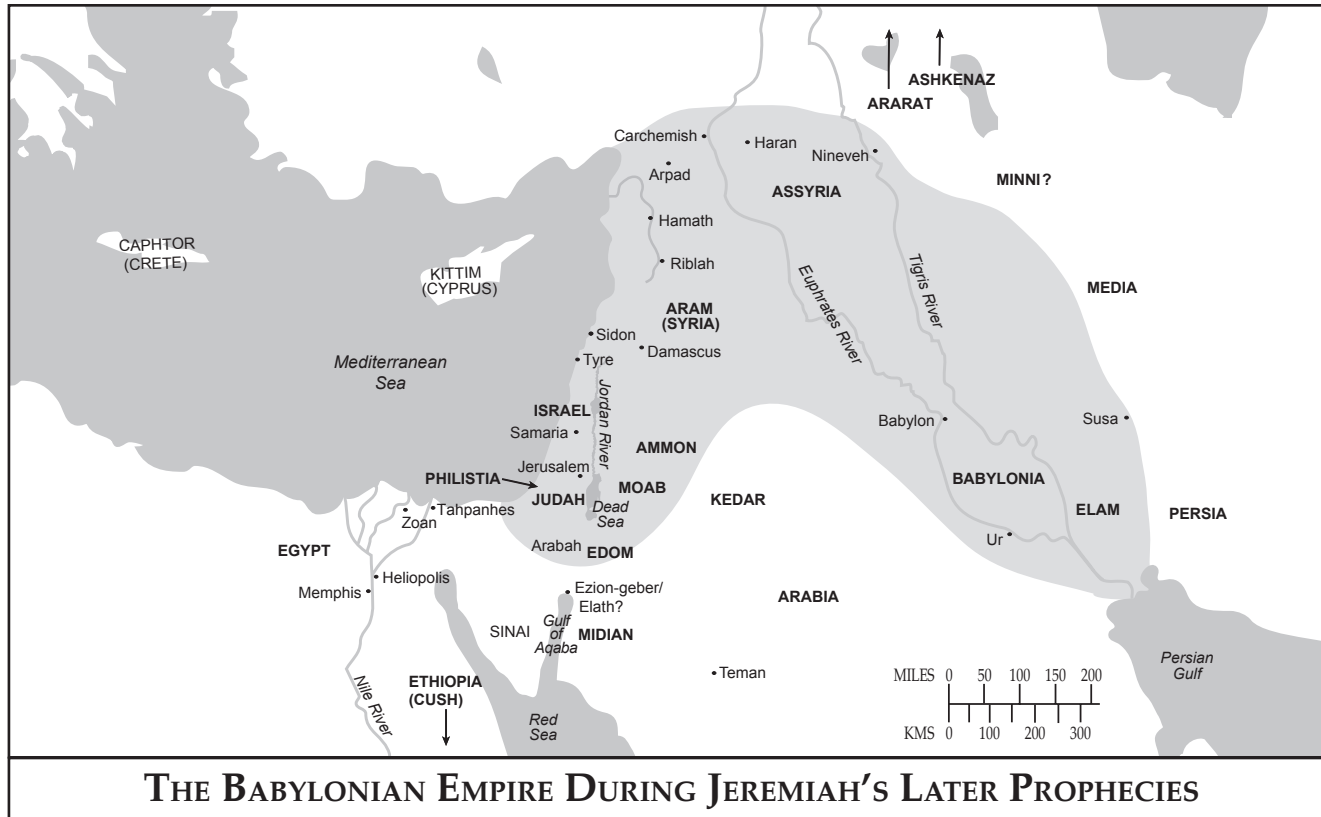 ASHKENAZ
ARARAT
Carchemish
Haran
Nineveh
Arpad
MINNI?
ASSYRIA
Hamath
CAPHTOR
(CRETE)
KITTIM
(CYPRUS)
Riblah
Euphrates River
Tigris River
MEDIA
ARAM
(SYRIA)
Sidon
Damascus
Tyre
Mediterranean
Sea
Jordan River
ISRAEL
Samaria
Babylon
Susa
AMMON
Jerusalem
PHILISTIA
JUDAH
MOAB
Dead
Sea
KEDAR
BABYLONIA
ELAM
PERSIA
Zoan
Tahpanhes
EGYPT
Arabah
EDOM
Ur
Heliopolis
Memphis
Ezion-geber/
Elath?
ARABIA
SINAI
Gulf
of
Aqaba
MIDIAN
Persian
Gulf
Teman
Nile River
ETHIOPIA
(CUSH)
Red
Sea
MILES 0 50 100 150 200
KMS 0 100 200 300
THE BABYLONIAN EMPIRE DURING JEREMIAH'S LATER PROPHECIES